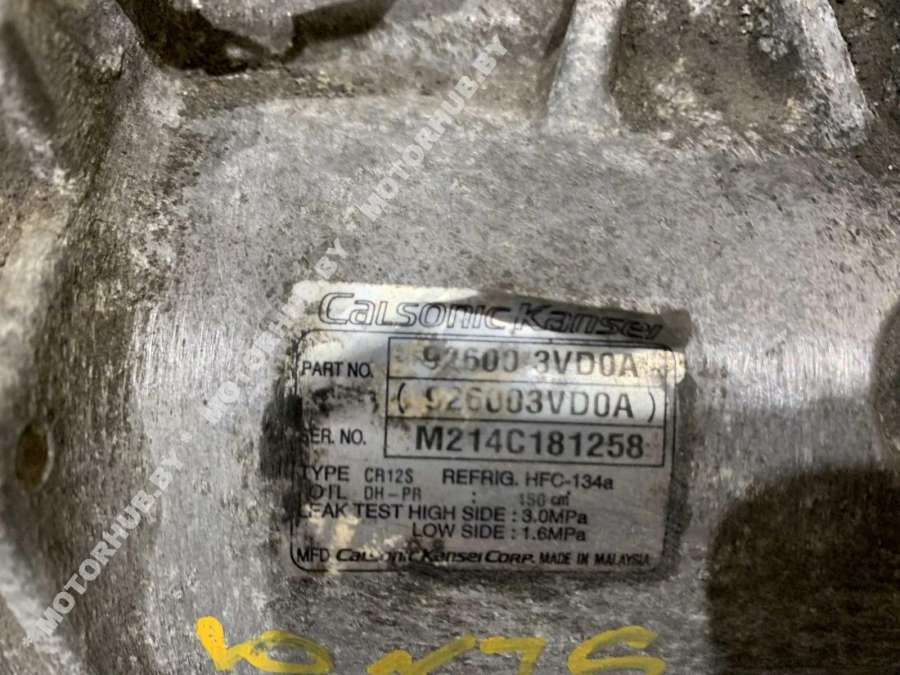 Calsonic Kansei
PART NO. 92600 3VD0A
(926003VD0A)
SER. NO. M214C181258
TYPE CR12S REFRIG. HFC-134a
OIL DH-PR : 150 cm³
LEAK TEST HIGH SIDE : 3.0MPa
LOW SIDE : 1.6MPa
MFD Calsonic Kansei Corp. MADE IN MALAYSIA
MOTORHUB.BY · MOTORHUB.BY · MOTORHUB.BY · MOTORHUB.BY